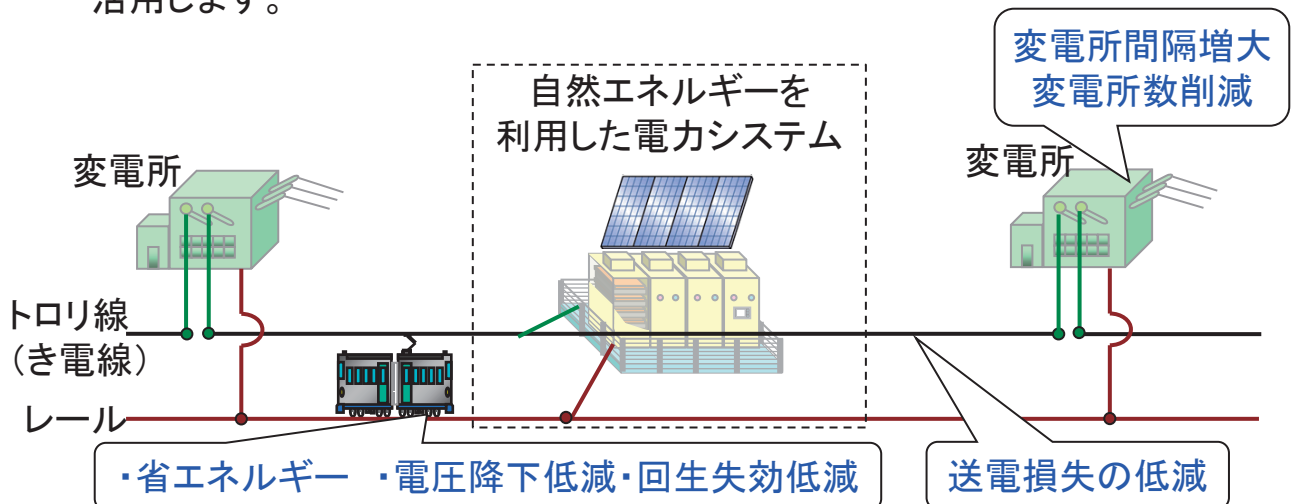 活用します。
変電所間隔増大
変電所数削減
自然エネルギーを
利用した電力システム
変電所
変電所
トロリ線
（き電線）
レール
・省エネルギー ・電圧降下低減・回生失効低減
送電損失の低減